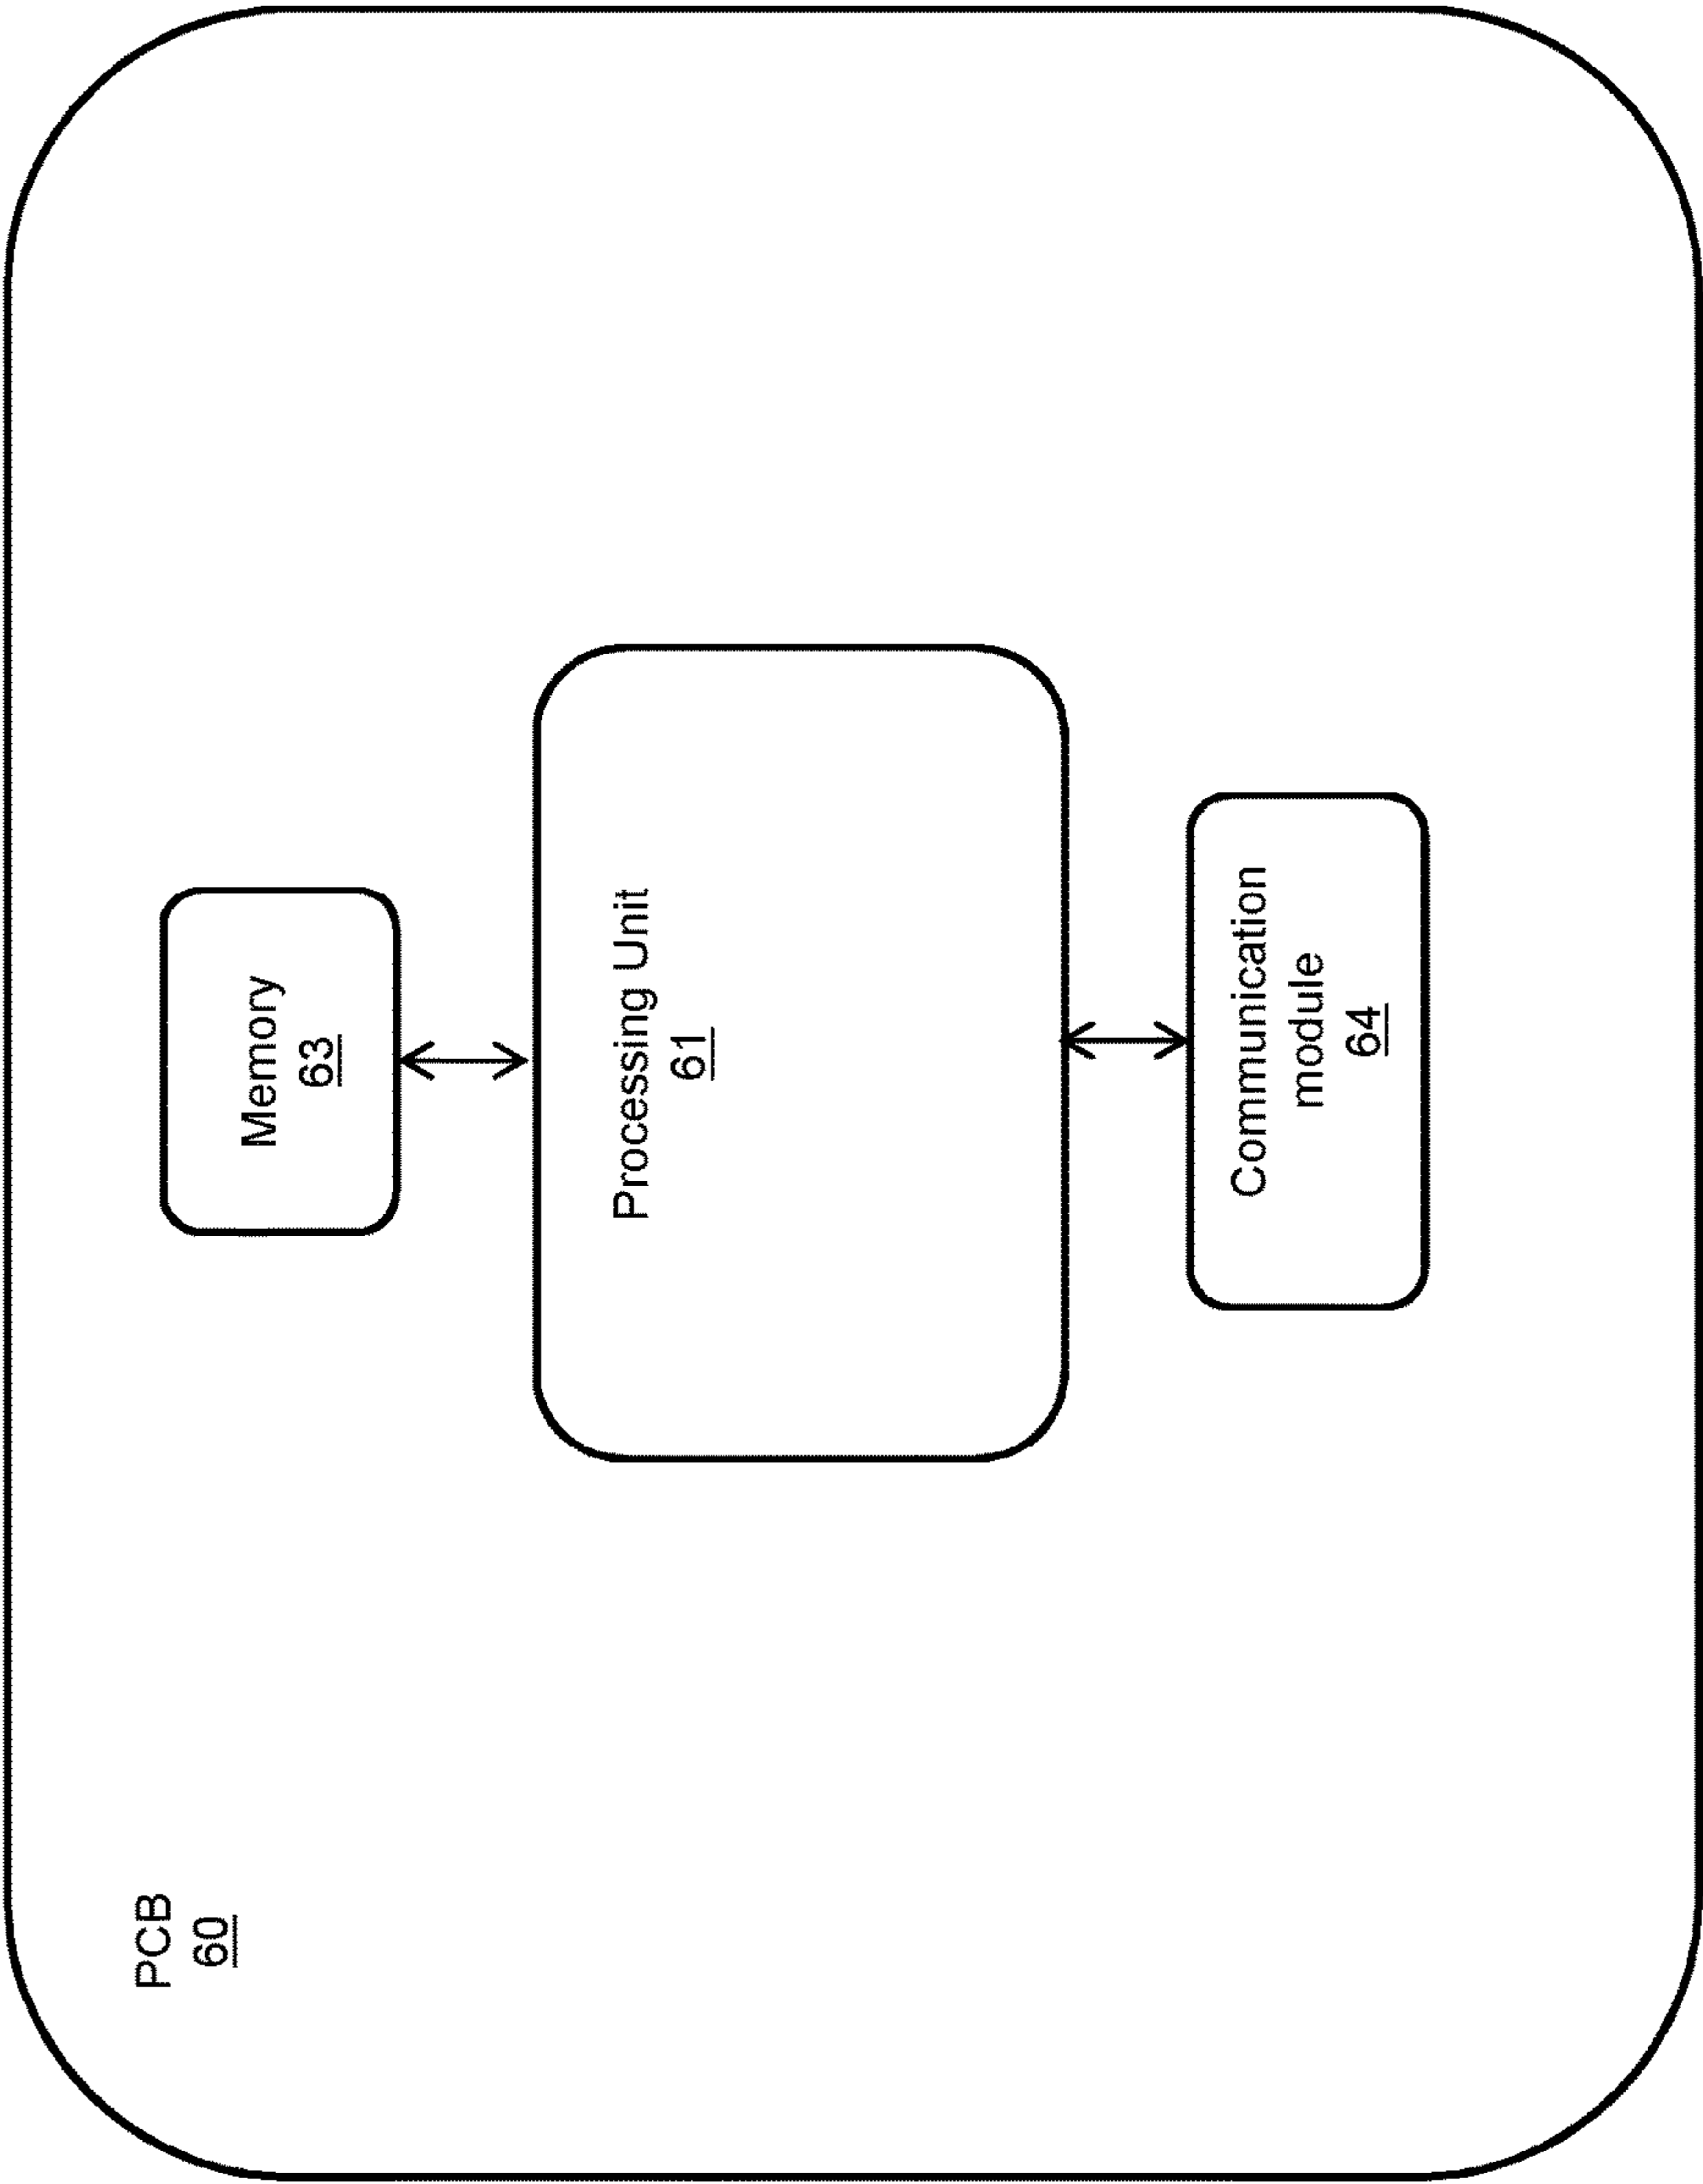 PCB
60
Memory
63
Processing Unit
61
Communication
module
64